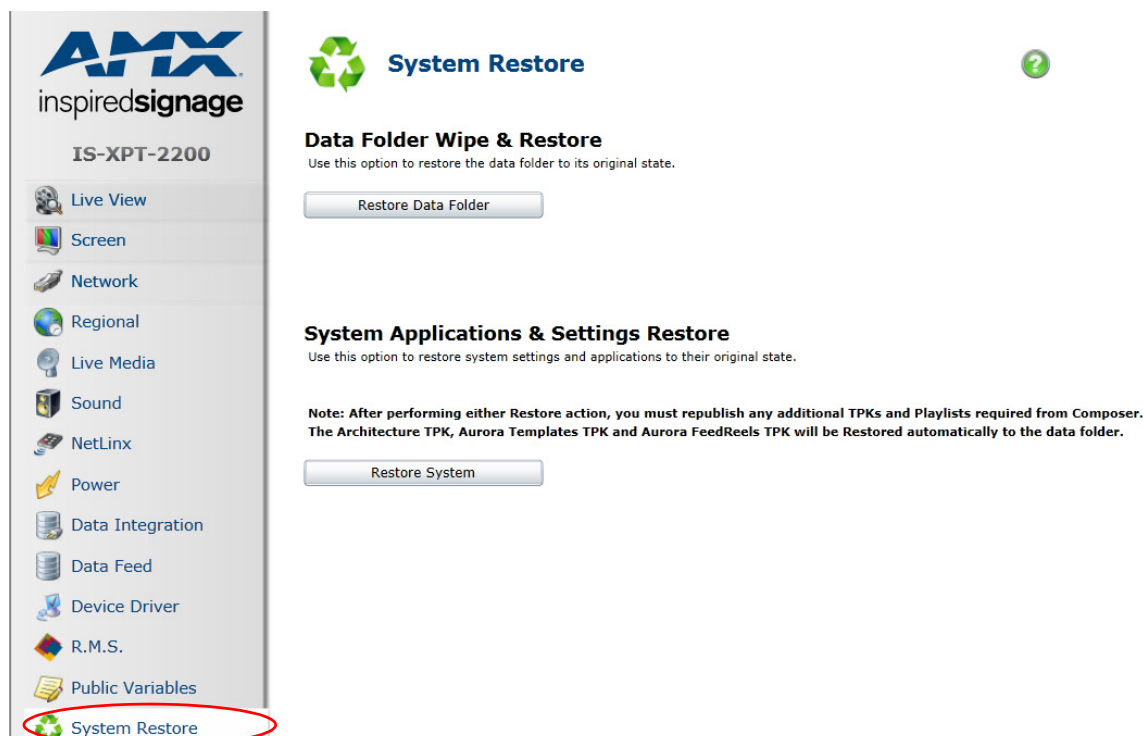 AMX
inspiredsignage
IS-XPT-2200
Live View
Screen
Network
Regional
Live Media
Sound
NetLinx
Power
Data Integration
Data Feed
Device Driver
R.M.S.
Public Variables
System Restore
System Restore
?
Data Folder Wipe & Restore
Use this option to restore the data folder to its original state.
Restore Data Folder
System Applications & Settings Restore
Use this option to restore system settings and applications to their original state.
Note: After performing either Restore action, you must republish any additional TPKs and Playlists required from Composer.
The Architecture TPK, Aurora Templates TPK and Aurora FeedReels TPK will be Restored automatically to the data folder.
Restore System